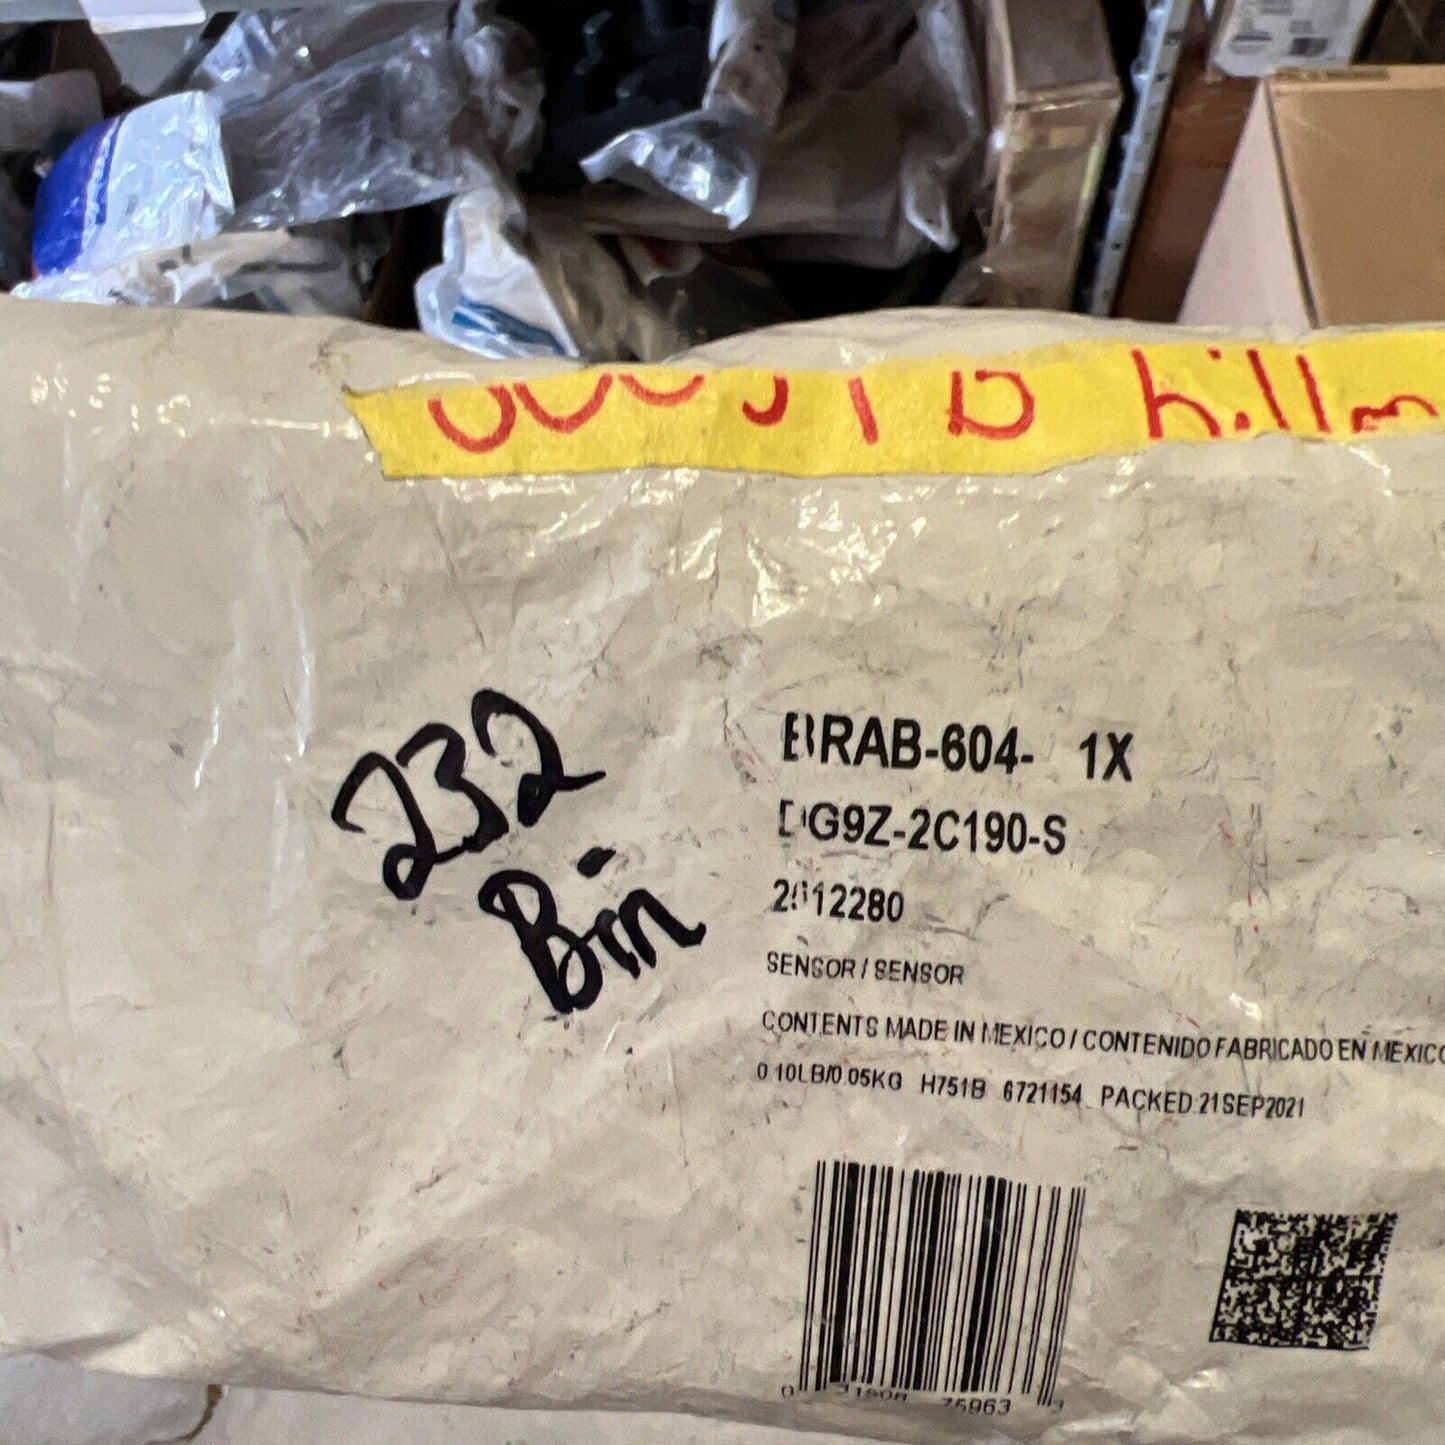 232
Bin
BRAB-604- 1X
DG9Z-2C190-S
SENSOR / SENSOR
CONTENTS MADE IN MEXICO / CONTENIDO FABRICADO EN MEXICO
0.10LB/0.05KG H751B 6721154 PACKED:21SEP2021